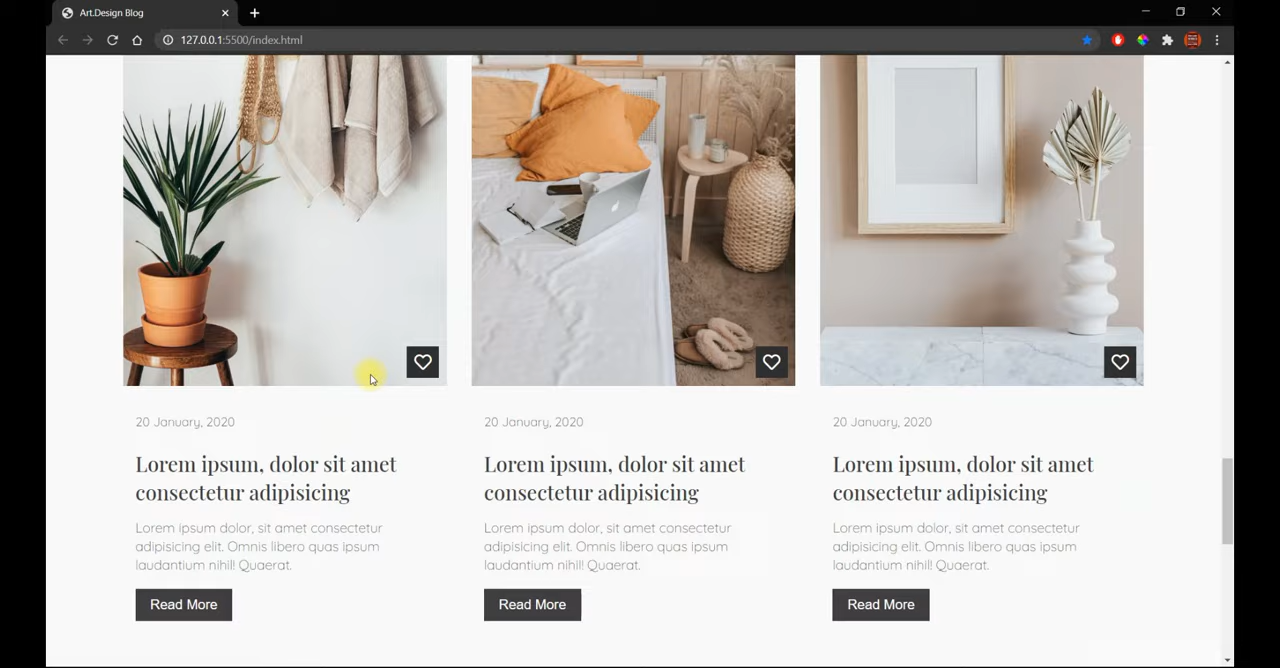 Art.Design Blog
127.0.0.1:5500/index.html
20 January, 2020
Lorem ipsum, dolor sit amet
consectetur adipisicing
Lorem ipsum dolor, sit amet consectetur
adipisicing elit. Omnis libero quas ipsum
laudantium nihil! Quaerat.
Read More
20 January, 2020
Lorem ipsum, dolor sit amet
consectetur adipisicing
Lorem ipsum dolor, sit amet consectetur
adipisicing elit. Omnis libero quas ipsum
laudantium nihil! Quaerat.
Read More
20 January, 2020
Lorem ipsum, dolor sit amet
consectetur adipisicing
Lorem ipsum dolor, sit amet consectetur
adipisicing elit. Omnis libero quas ipsum
laudantium nihil! Quaerat.
Read More